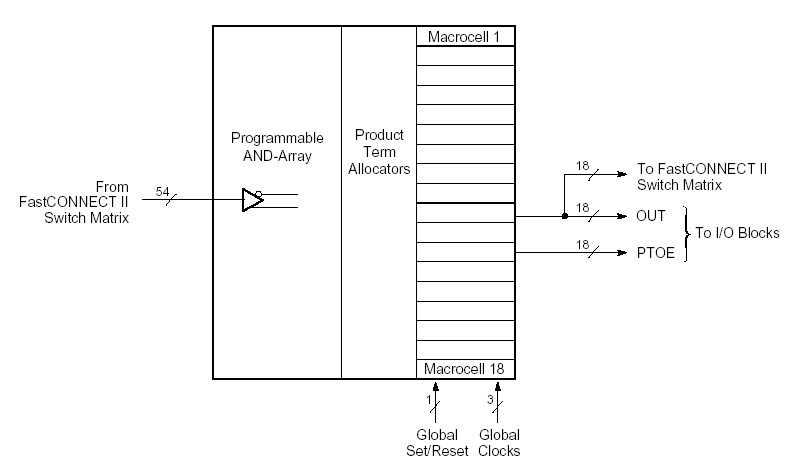 Macrocell 1
Programmable
AND-Array
Product
Term
Allocators
From
FastCONNECT II
Switch Matrix
54
18
To FastCONNECT II
Switch Matrix
18
OUT
To I/O Blocks
18
PTOE
Macrocell 18
1
3
Global
Set/Reset
Global
Clocks